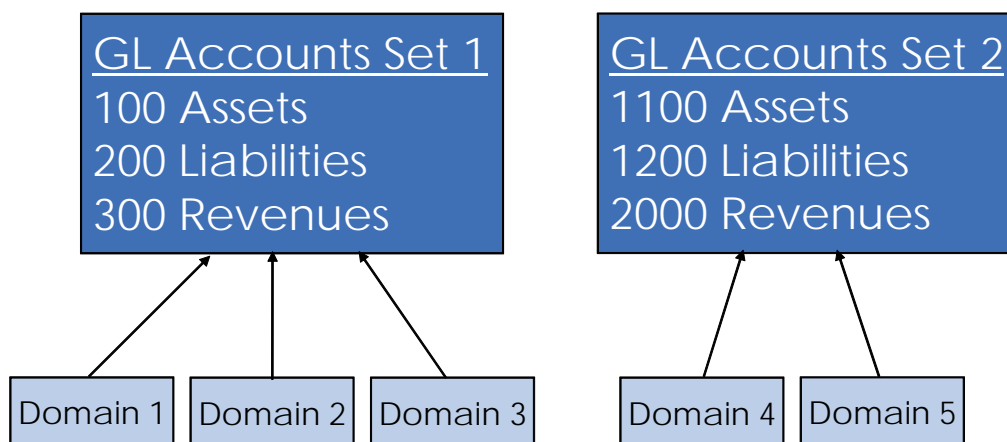 GL Accounts Set 1
100 Assets
200 Liabilities
300 Revenues
GL Accounts Set 2
1100 Assets
1200 Liabilities
2000 Revenues
Domain 1
Domain 2
Domain 3
Domain 4
Domain 5